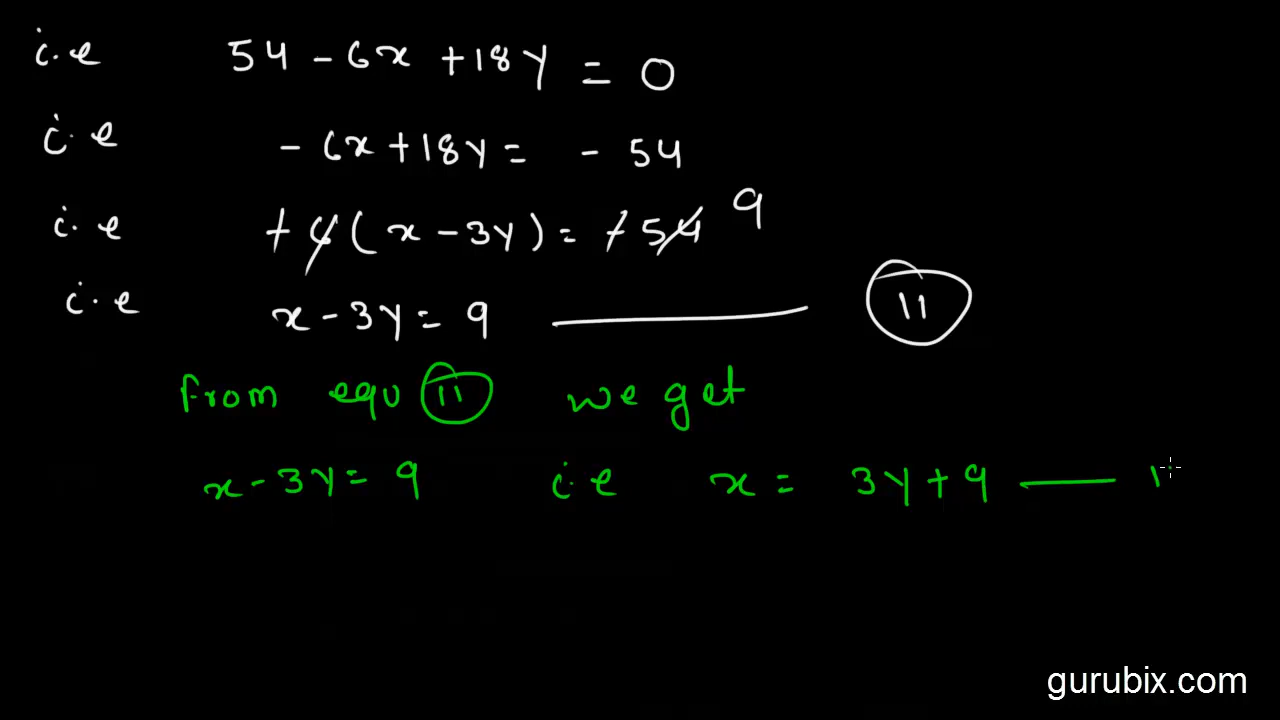 i.e 54 - 6x + 18y = 0
i.e - 6x + 18y = - 54
i.e + 6 ( x - 3y ) = - 54 9
i.e x - 3y = 9 —— 11
From equ 11 we get
x - 3y = 9 i.e x = 3y + 9 —— 1
gurubix.com